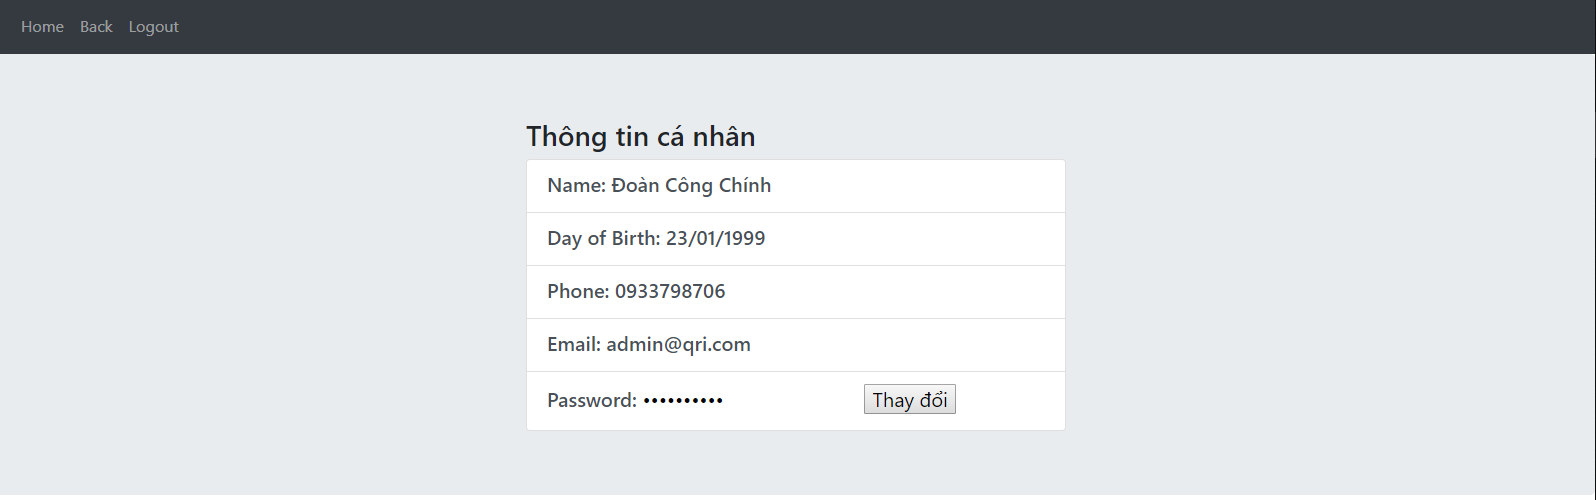 Home Back Logout
Thông tin cá nhân
Name: Đoàn Công Chính
Day of Birth: 23/01/1999
Phone: 0933798706
Email: admin@qri.com
Password: •••••••••• Thay đổi